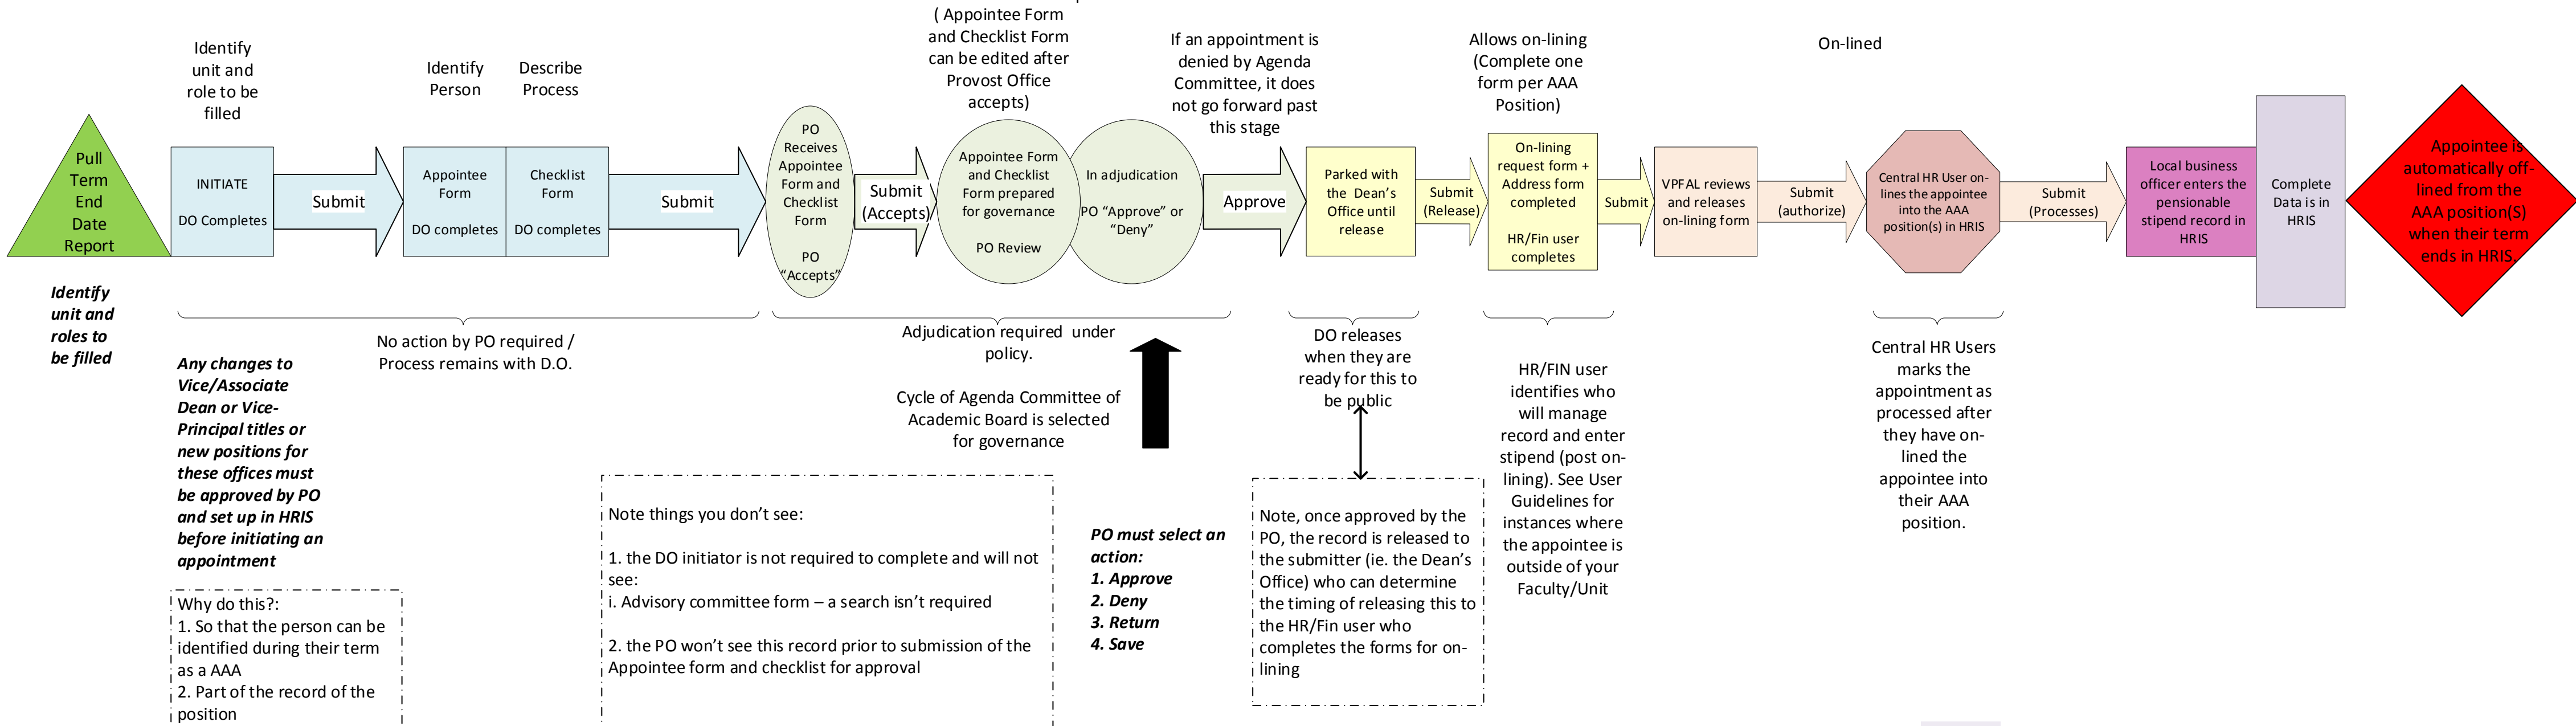 ( Appointee Form
and Checklist Form
can be edited after
Provost Office
accepts)
Identify
unit and
role to be
filled
Identify
Person
Describe
Process
If an appointment is
denied by Agenda
Committee, it does
not go forward past
this stage
Allows on-lining
(Complete one
form per AAA
Position)
On-lined
Pull
Term
End
Date
Report
INITIATE
DO Completes
Submit
Appointee
Form
DO completes
Checklist
Form
DO completes
Submit
PO
Receives
Appointee
Form and
Checklist
Form
PO
“Accepts”
Submit
(Accepts)
Appointee Form
and Checklist
Form prepared
for governance
PO Review
In adjudication
PO “Approve” or
“Deny”
Approve
Parked with
the Dean’s
Office until
release
Submit
(Release)
On-lining
request form +
Address form
completed
HR/Fin user
completes
Submit
VPFAL reviews
and releases
on-lining form
Submit
(authorize)
Central HR User on-
lines the appointee
into the AAA
position(s) in HRIS
Submit
(Processes)
Local business
officer enters the
pensionable
stipend record in
HRIS
Complete
Data is in
HRIS
Appointee is
automatically off-
lined from the
AAA position(S)
when their term
ends in HRIS.
Identify
unit and
roles to
be filled
Any changes to
Vice/Associate
Dean or Vice-
Principal titles or
new positions for
these offices must
be approved by PO
and set up in HRIS
before initiating an
appointment
No action by PO required /
Process remains with D.O.
Adjudication required under
policy.
Cycle of Agenda Committee of
Academic Board is selected
for governance
DO releases
when they are
ready for this to
be public
HR/FIN user
identifies who
will manage
record and enter
stipend (post on-
lining). See User
Guidelines for
instances where
the appointee is
outside of your
Faculty/Unit
Central HR Users
marks the
appointment as
processed after
they have on-
lined the
appointee into
their AAA
position.
Why do this?:
1. So that the person can be
identified during their term
as a AAA
2. Part of the record of the
position
Note things you don’t see:
1. the DO initiator is not required to complete and will not
see:
i. Advisory committee form – a search isn’t required
2. the PO won’t see this record prior to submission of the
Appointee form and checklist for approval
PO must select an
action:
1. Approve
2. Deny
3. Return
4. Save
Note, once approved by the
PO, the record is released to
the submitter (ie. the Dean’s
Office) who can determine
the timing of releasing this to
the HR/Fin user who
completes the forms for on-
lining